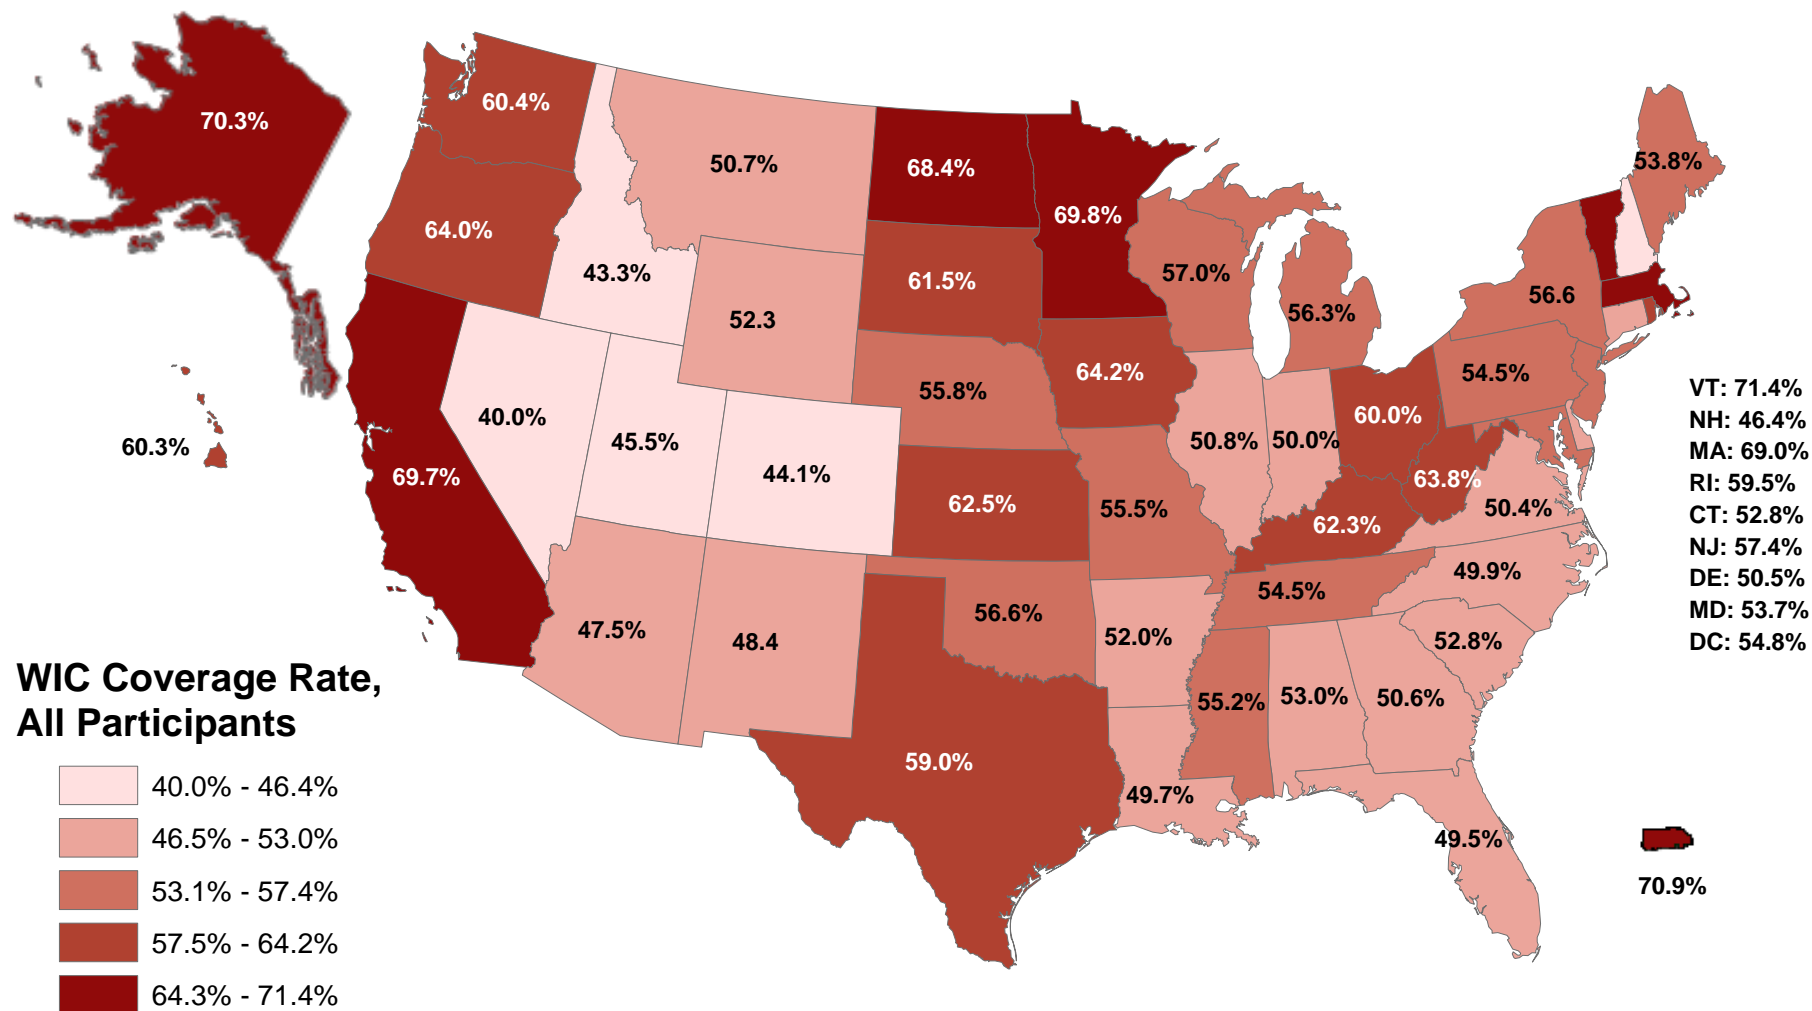 70.3%
60.4%
50.7%
68.4%
69.8%
53.8%
64.0%
43.3%
61.5%
57.0%
56.3%
56.6
52.3
55.8%
64.2%
54.5%
60.0%
50.8%
50.0%
40.0%
45.5%
44.1%
60.3%
69.7%
62.5%
55.5%
63.8%
62.3%
50.4%
VT: 71.4%
NH: 46.4%
MA: 69.0%
RI: 59.5%
CT: 52.8%
NJ: 57.4%
DE: 50.5%
MD: 53.7%
DC: 54.8%
49.9%
54.5%
47.5%
48.4
56.6%
52.0%
52.8%
55.2%
53.0%
50.6%
59.0%
49.7%
49.5%
70.9%
WIC Coverage Rate,
All Participants
40.0% - 46.4%
46.5% - 53.0%
53.1% - 57.4%
57.5% - 64.2%
64.3% - 71.4%